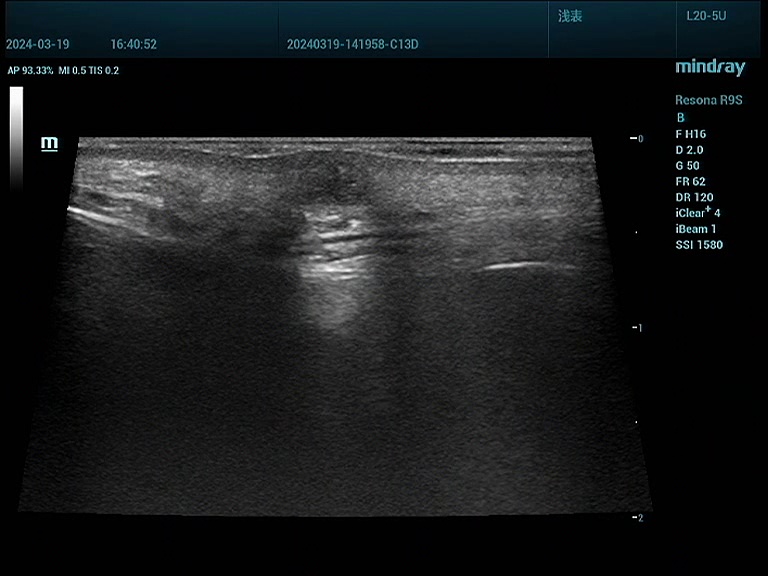 浅表
L20-5U
2024-03-19 16:40:52 20240319-141958-C13D
AP 93.33% MI 0.5 TIS 0.2
mindray
Resona R9S
B
F H16
D 2.0
G 50
FR 62
DR 120
iClear+ 4
iBeam 1
SSI 1580
m
0
1
2